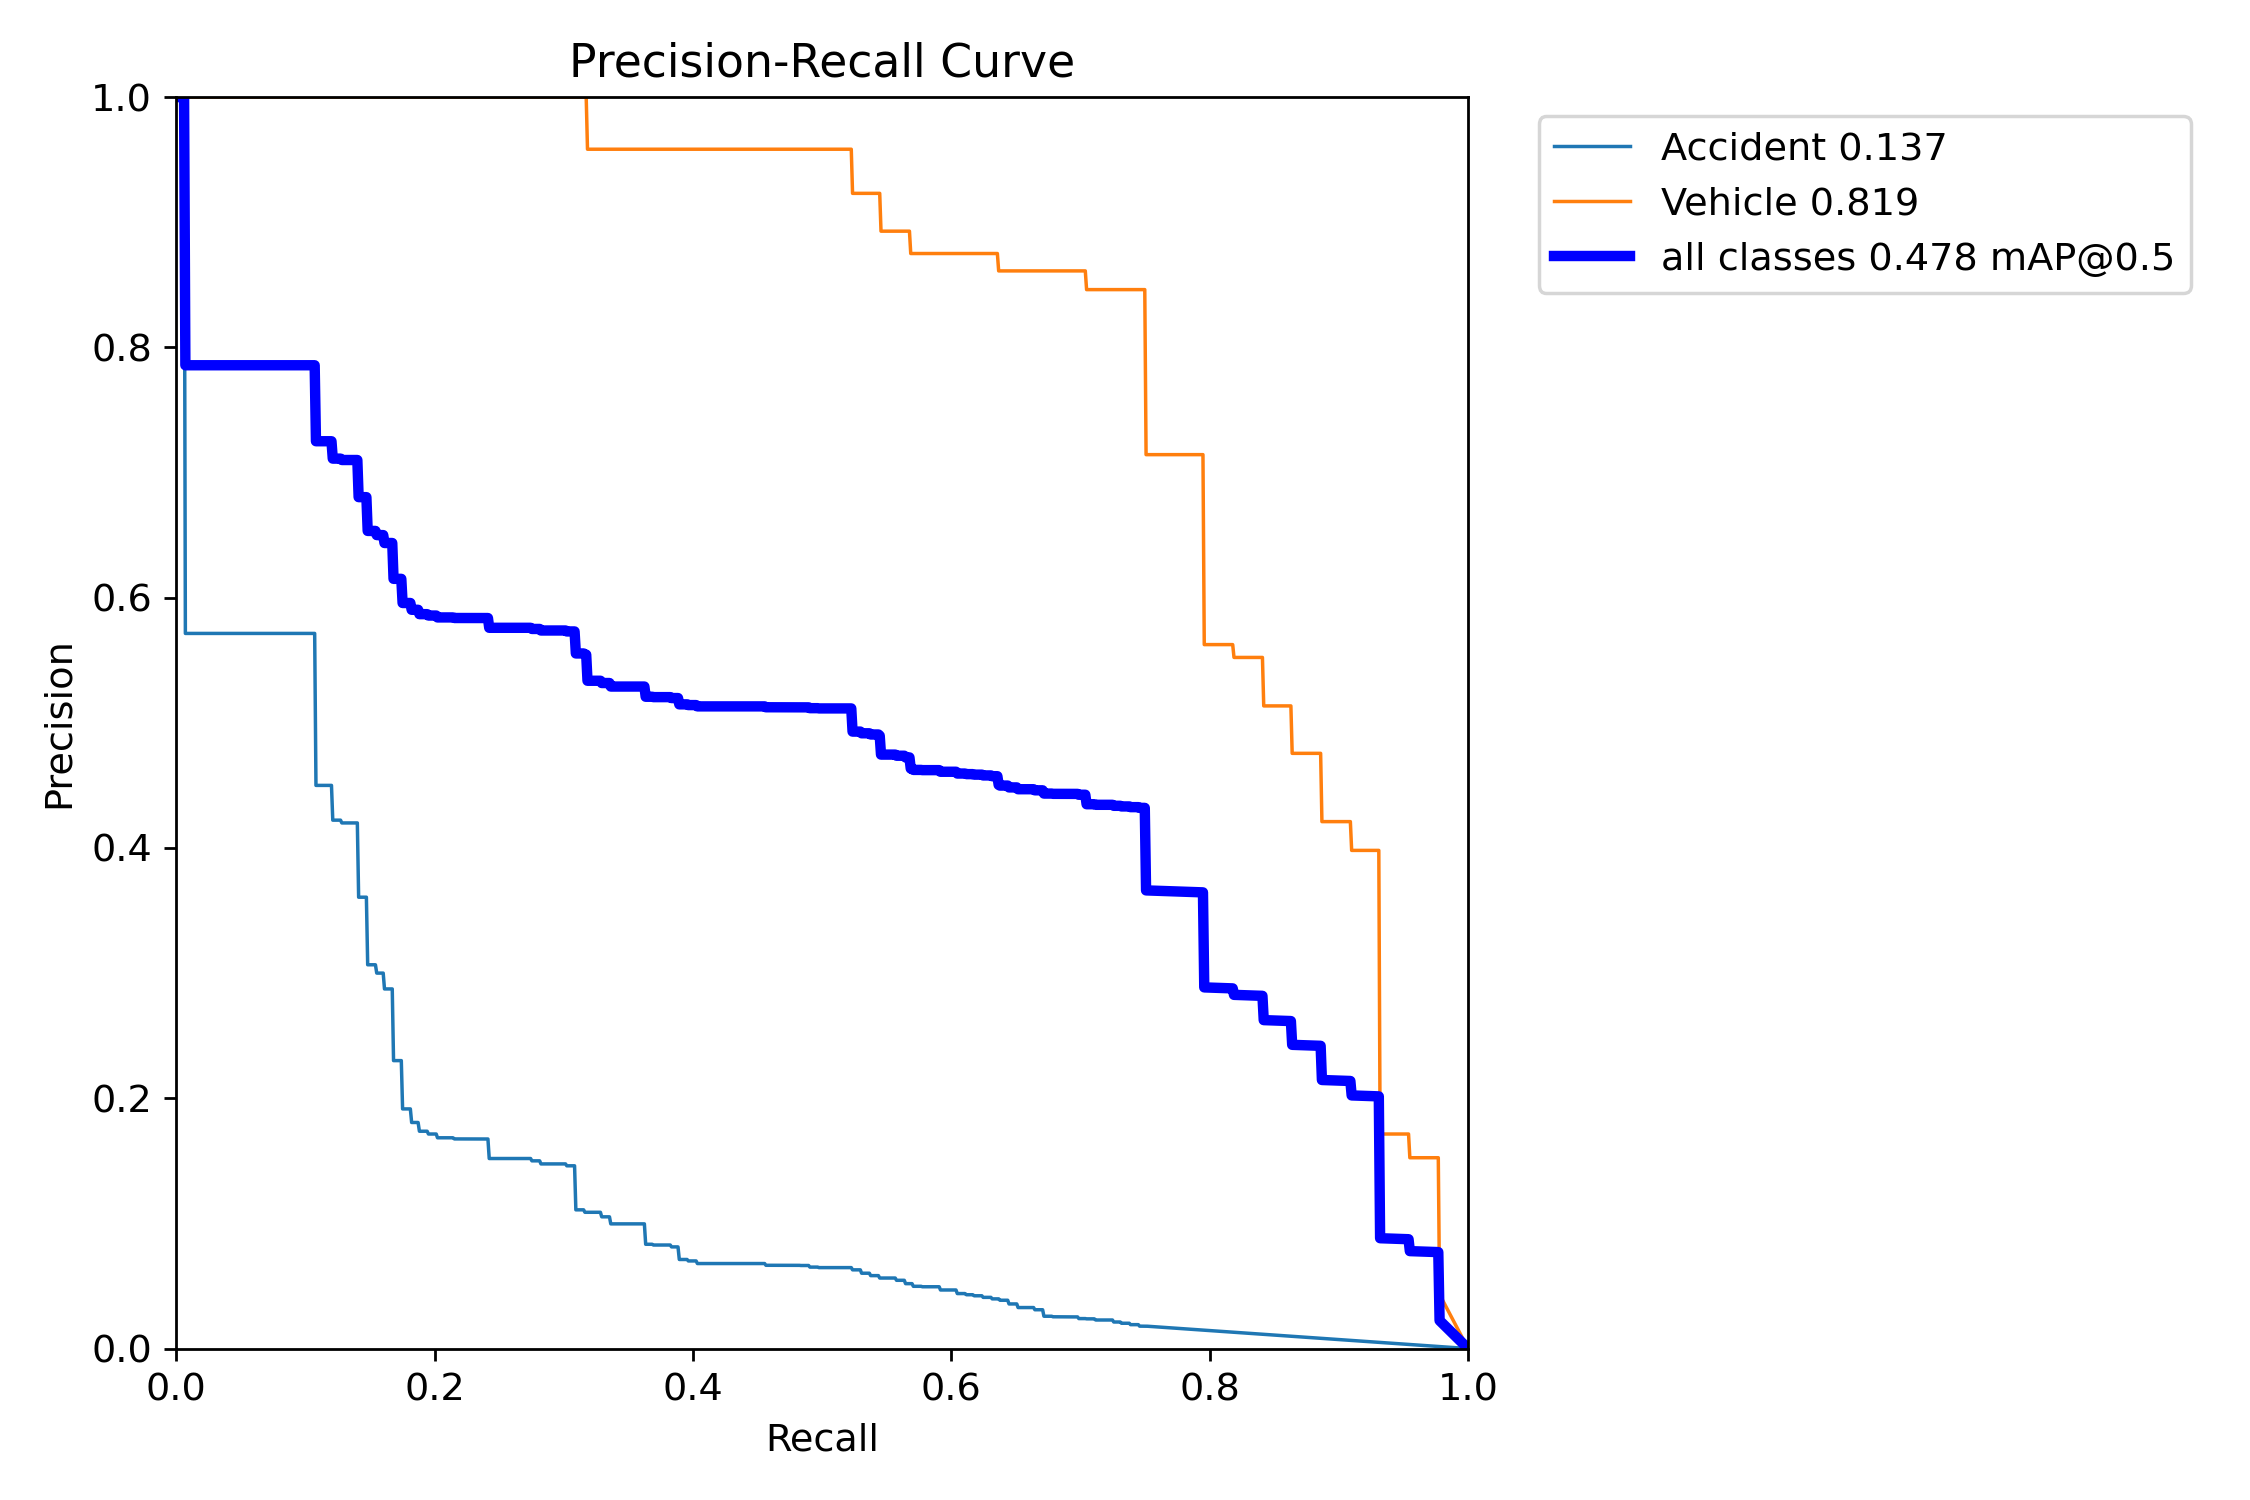 Precision-Recall Curve
1.0
0.8
0.6
0.4
0.2
0.0
Precision
0.0 0.2 0.4 0.6 0.8 1.0
Recall
Accident 0.137
Vehicle 0.819
all classes 0.478 mAP@0.5